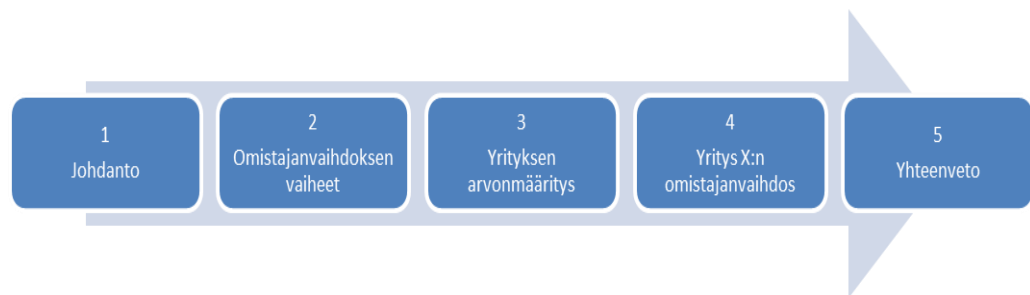 1
Johdanto
2
Omistajanvaihdoksen
vaiheet
3
Yrityksen
arvonmääritys
4
Yritys X:n
omistajanvaihdos
5
Yhteenveto